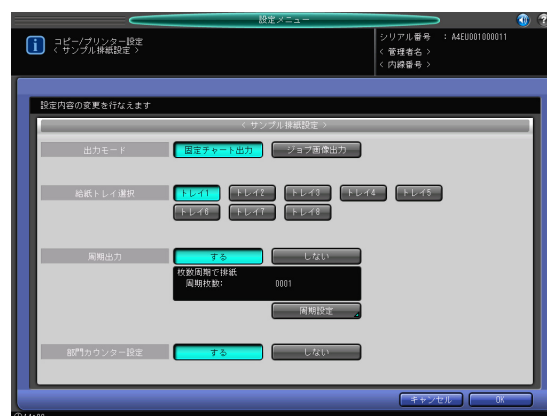 設定メニュー
コピー/プリンター設定
< サンプル排紙設定 >
シリアル番号 : A4EU001000011
< 管理者名 >
< 内線番号 >
設定内容の変更を行なえます
< サンプル排紙設定 >
出力モード 固定チャート出力 ジョブ画像出力
給紙トレイ選択 トレイ1 トレイ2 トレイ3 トレイ4 トレイ5
トレイ6 トレイ7 トレイ8
周期出力 する しない
枚数周期で排紙
周期枚数: 0001
周期設定
部門カウンター設定 する しない
キャンセル OK